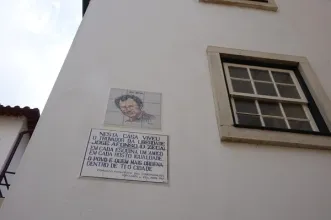 NESTA CASA VIVEU
O TROVADOR DA LIBERDADE
JOSÉ AFONSO (O ZECA)
EM CADA ESQUINA UM AMIGO
EM CADA ROSTO IGUALDADE
O POVO É QUEM MAIS ORDENA
DENTRO DE TI Ó CIDADE